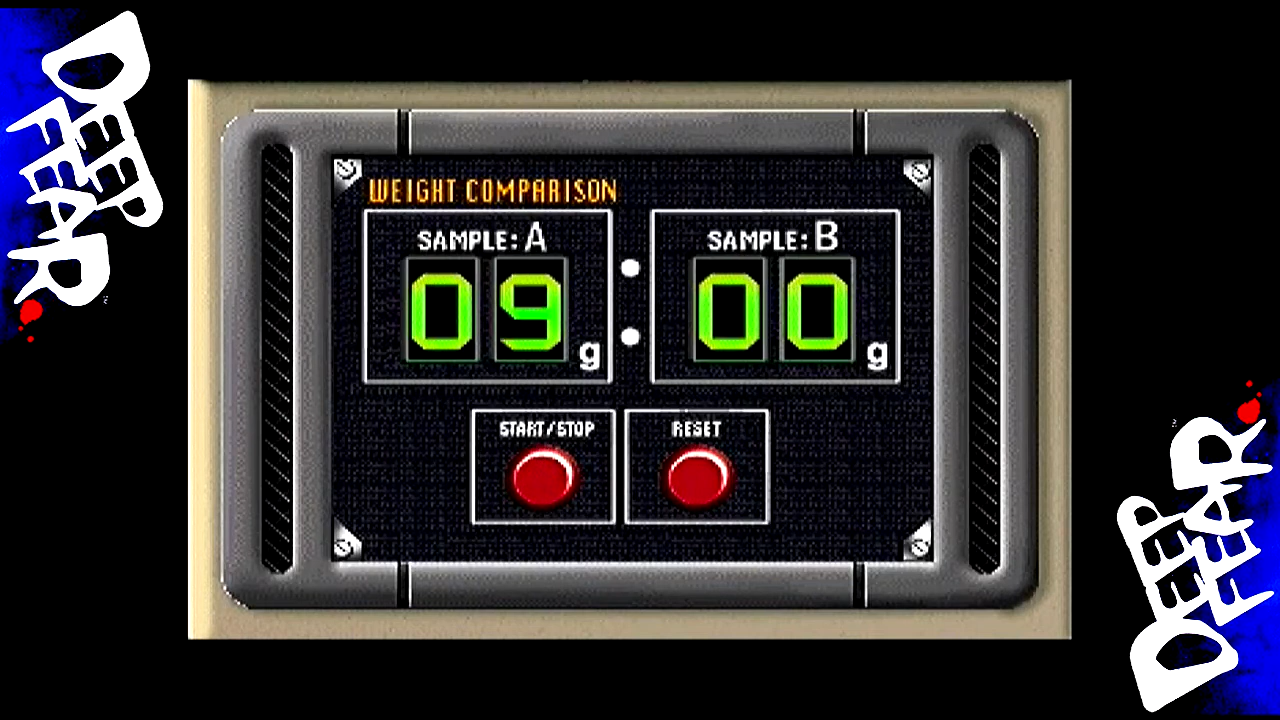 DEEP
FEAR
WEIGHT COMPARISON
SAMPLE: A
SAMPLE: B
09 g
00 g
START/STOP
RESET
DEEP
FEAR